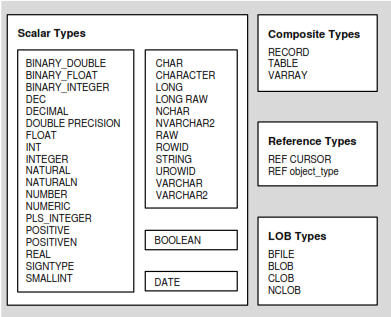 Scalar Types
BINARY_DOUBLE
BINARY_FLOAT
BINARY_INTEGER
DEC
DECIMAL
DOUBLE PRECISION
FLOAT
INT
INTEGER
NATURAL
NATURALN
NUMBER
NUMERIC
PLS_INTEGER
POSITIVE
POSITIVEN
REAL
SIGNTYPE
SMALLINT
CHAR
CHARACTER
LONG
LONG RAW
NCHAR
NVARCHAR2
RAW
ROWID
STRING
UROWID
VARCHAR
VARCHAR2
BOOLEAN
DATE
Composite Types
RECORD
TABLE
VARRAY
Reference Types
REF CURSOR
REF object_type
LOB Types
BFILE
BLOB
CLOB
NCLOB